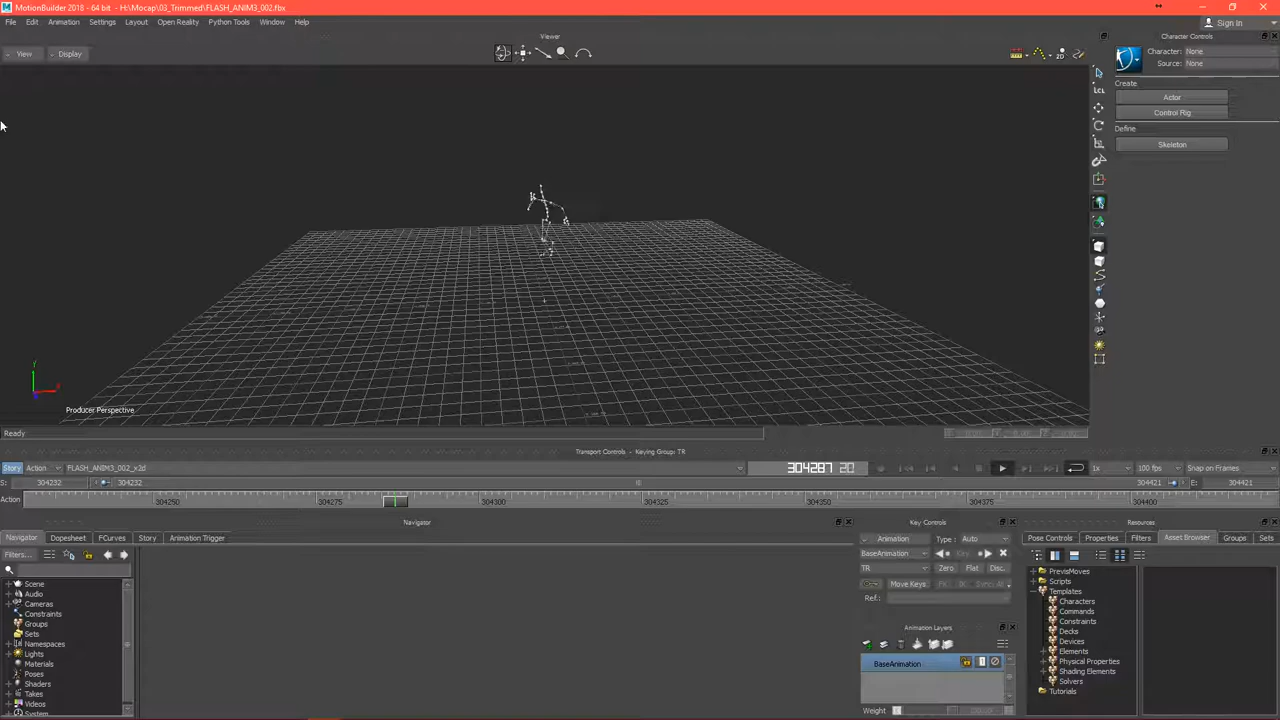 MotionBuilder 2018 - 64 bit - H:\Mocap\03_Trimmed\FLASH_ANIM3_002.fbx
File Edit Animation Settings Layout Open Reality Python Tools Window Help
Sign In
Viewer
Character Controls
View Display
2D
Character: None
Source: None
Create
Actor
Control Rig
Define
Skeleton
LCL
Y
Producer Perspective
Ready
Transport Controls - Keying Group: TR
Story Action FLASH_ANIM3_002_x2d
304287 20
1x 100 fps Snap on Frames
S: 304232 304232
304421 E: 304421
Action 304250 304275 304300 304325 304350 304375 304400
Navigator
Key Controls
Resources
Navigator Dopesheet FCurves Story Animation Trigger
Filters...
Scene
Audio
Cameras
Constraints
Groups
Sets
Namespaces
Lights
Materials
Poses
Shaders
Takes
Videos
System
Animation Type : Auto
BaseAnimation Key
TR Zero Flat Disc.
Move Keys
Ref.:
Animation Layers
BaseAnimation
Weight
Pose Controls Properties Filters Asset Browser Groups Sets
PrevisMoves
Scripts
Templates
Characters
Commands
Constraints
Decks
Devices
Elements
Physical Properties
Shading Elements
Solvers
Tutorials